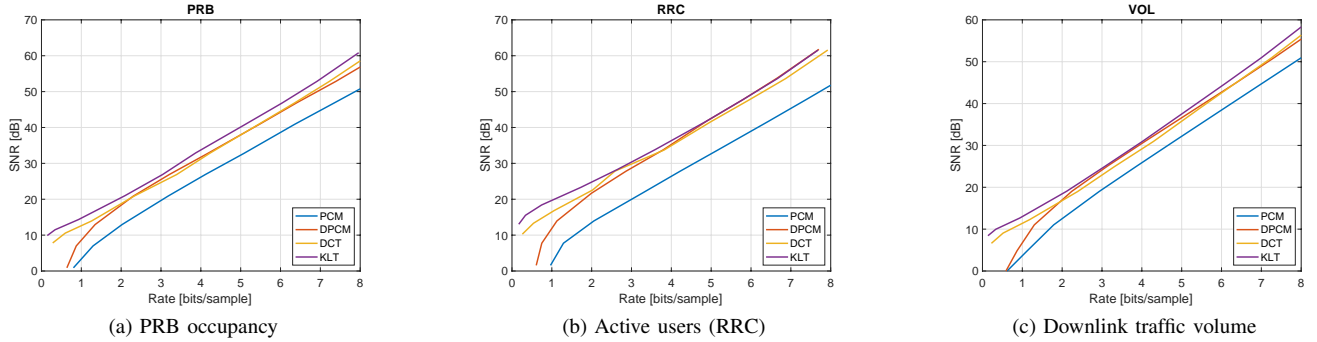 PRB
SNR [dB]
70
60
50
40
30
20
10
0
PCM
DPCM
DCT
KLT
0 1 2 3 4 5 6 7 8
Rate [bits/sample]
(a) PRB occupancy
RRC
SNR [dB]
70
60
50
40
30
20
10
0
PCM
DPCM
DCT
KLT
0 1 2 3 4 5 6 7 8
Rate [bits/sample]
(b) Active users (RRC)
VOL
SNR [dB]
60
50
40
30
20
10
0
PCM
DPCM
DCT
KLT
0 1 2 3 4 5 6 7 8
Rate [bits/sample]
(c) Downlink traffic volume